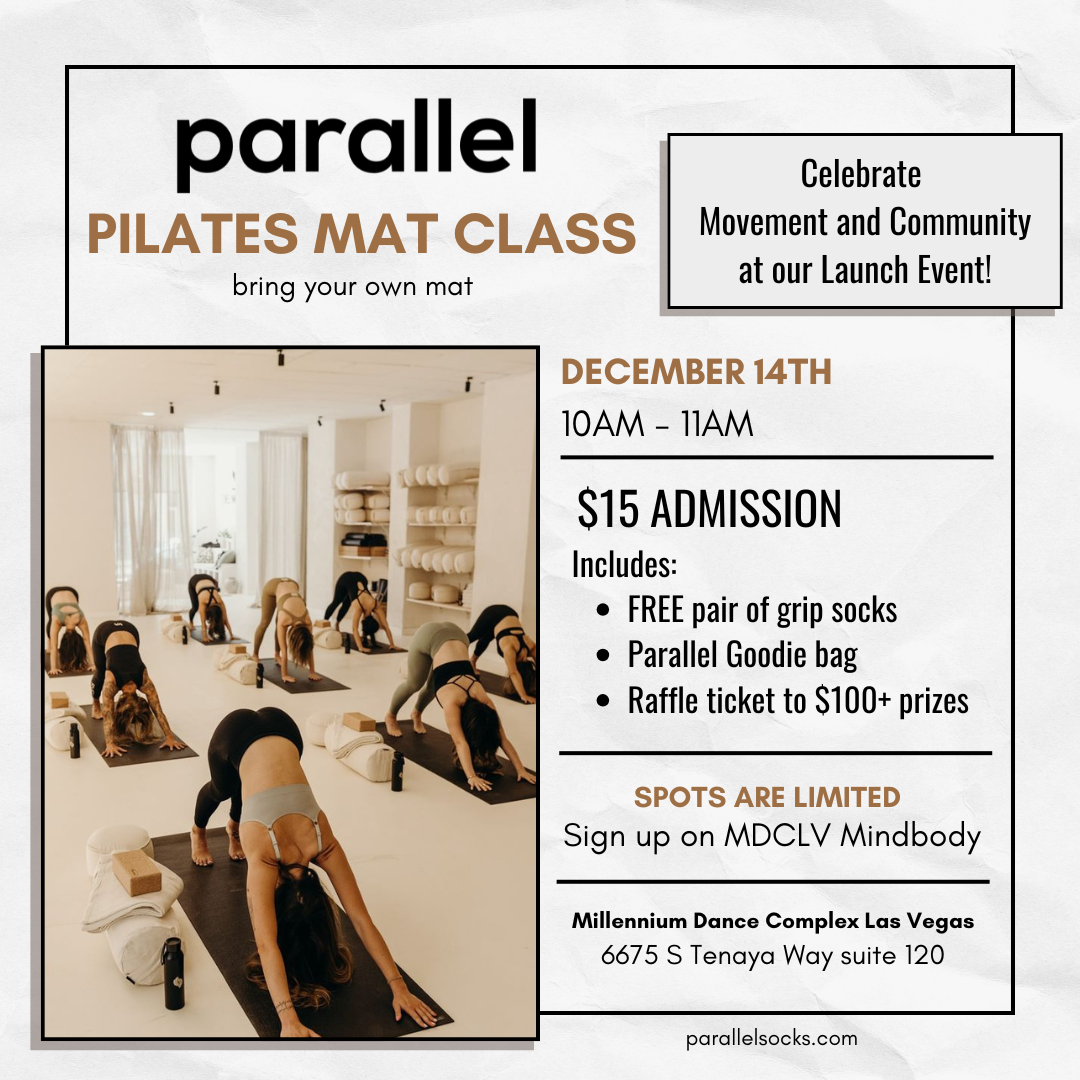 parallel
PILATES MAT CLASS
bring your own mat
Celebrate
Movement and Community
at our Launch Event!
DECEMBER 14TH
10AM - 11AM
$15 ADMISSION
Includes:
• FREE pair of grip socks
• Parallel Goodie bag
• Raffle ticket to $100+ prizes
SPOTS ARE LIMITED
Sign up on MDCLV Mindbody
Millennium Dance Complex Las Vegas
6675 S Tenaya Way suite 120
parallelsocks.com